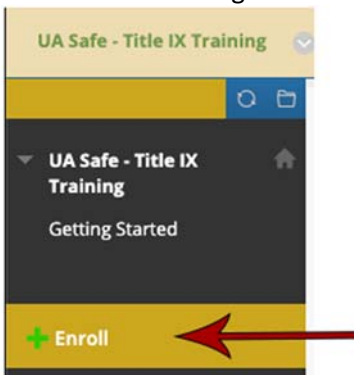 UA Safe - Title IX Training
UA Safe - Title IX
Training
Getting Started
Enroll